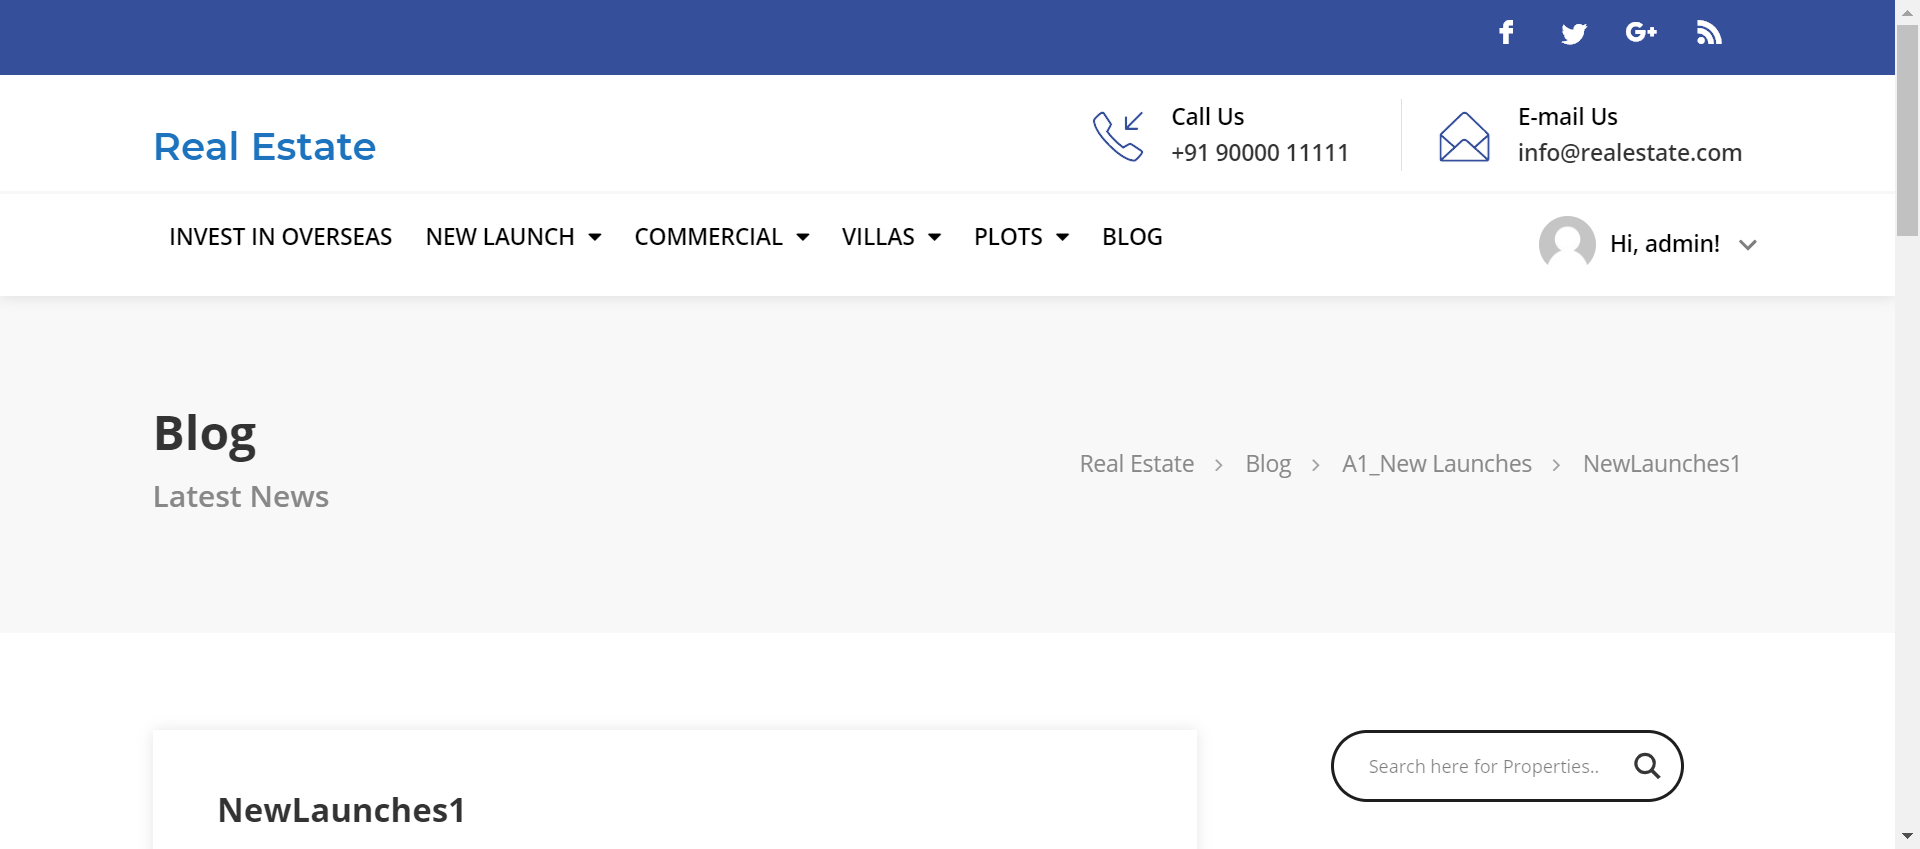 Real Estate
Call Us
+91 90000 11111
E-mail Us
info@realestate.com
INVEST IN OVERSEAS NEW LAUNCH COMMERCIAL VILLAS PLOTS BLOG
Hi, admin!
Blog
Latest News
Real Estate > Blog > A1_New Launches > NewLaunches1
NewLaunches1
Search here for Properties..